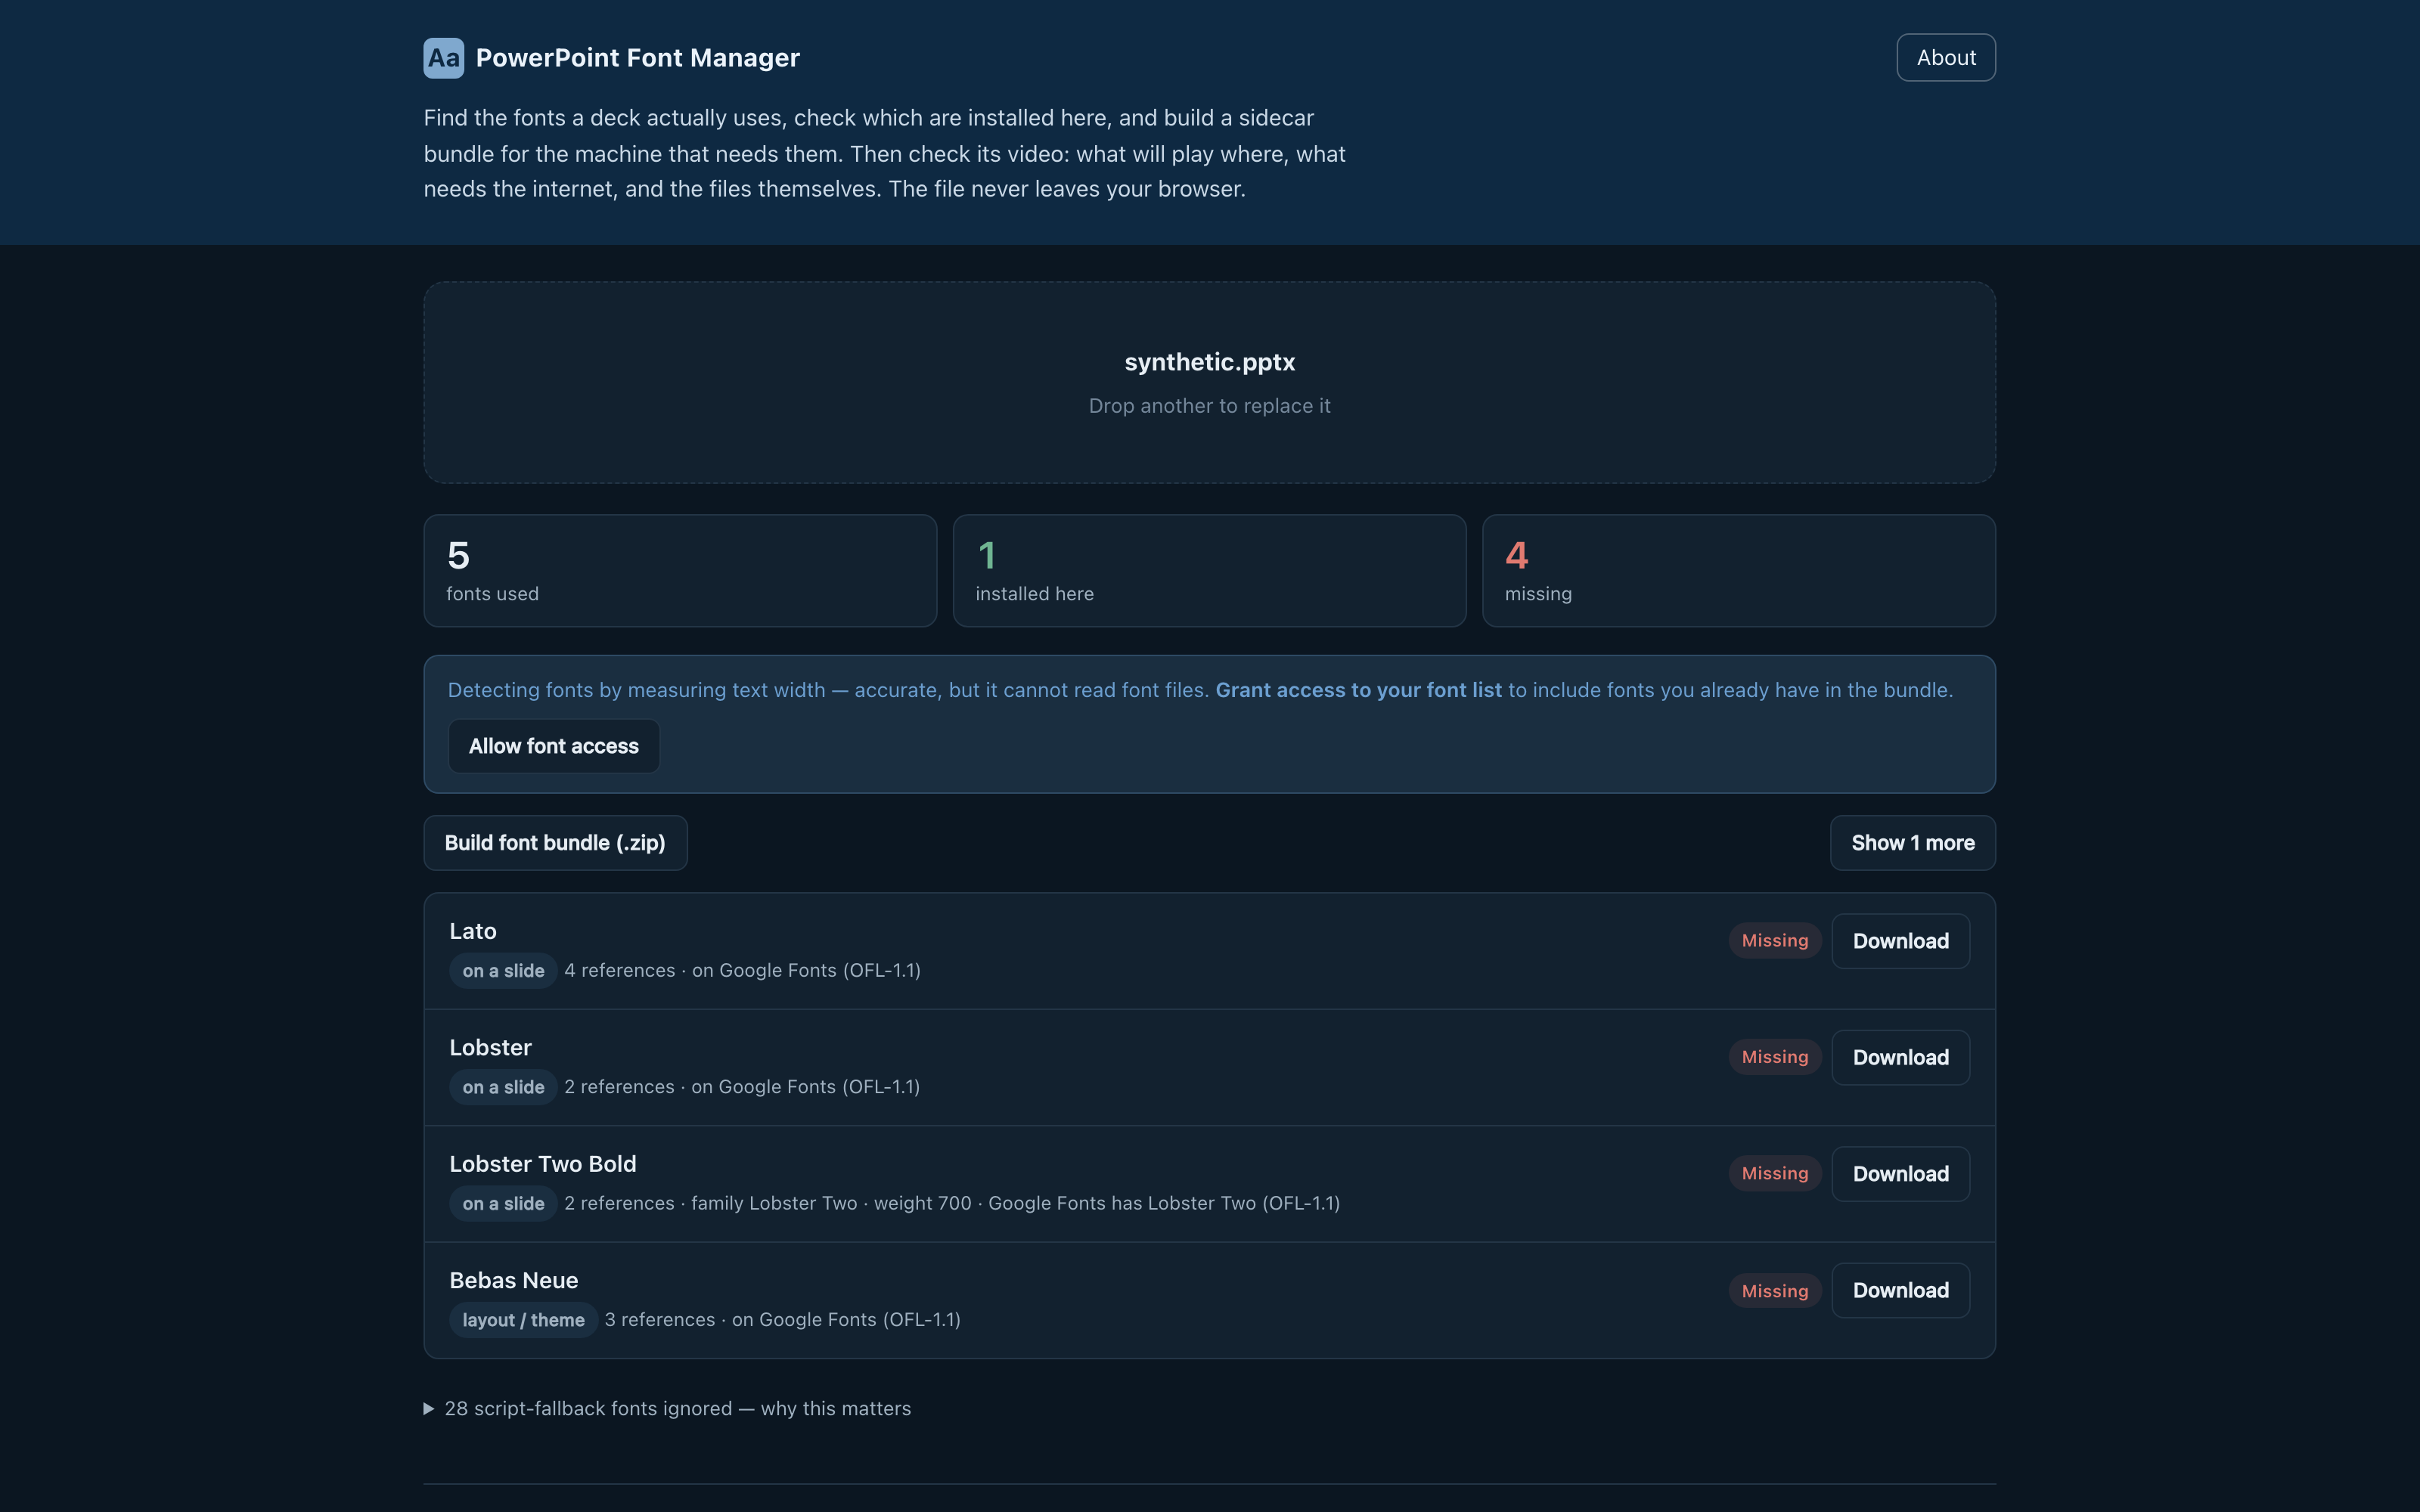 Aa PowerPoint Font Manager
About
Find the fonts a deck actually uses, check which are installed here, and build a sidecar
bundle for the machine that needs them. Then check its video: what will play where, what
needs the internet, and the files themselves. The file never leaves your browser.
synthetic.pptx
Drop another to replace it
5
fonts used
1
installed here
4
missing
Detecting fonts by measuring text width — accurate, but it cannot read font files. Grant access to your font list to include fonts you already have in the bundle.
Allow font access
Build font bundle (.zip)
Show 1 more
Lato
on a slide 4 references · on Google Fonts (OFL-1.1)
Missing
Download
Lobster
on a slide 2 references · on Google Fonts (OFL-1.1)
Missing
Download
Lobster Two Bold
on a slide 2 references · family Lobster Two · weight 700 · Google Fonts has Lobster Two (OFL-1.1)
Missing
Download
Bebas Neue
layout / theme 3 references · on Google Fonts (OFL-1.1)
Missing
Download
28 script-fallback fonts ignored — why this matters